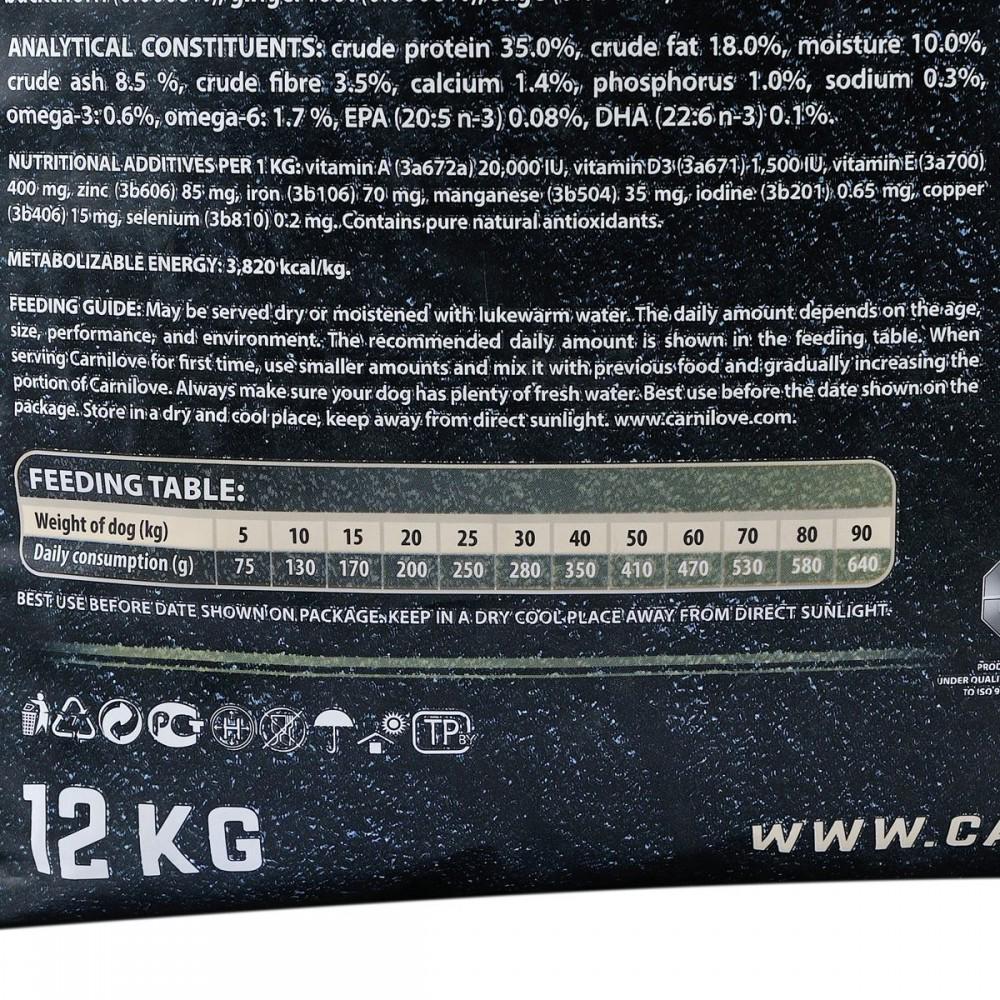 ANALYTICAL CONSTITUENTS: crude protein 35.0%, crude fat 18.0%, moisture 10.0%,
crude ash 8.5 %, crude fibre 3.5%, calcium 1.4%, phosphorus 1.0%, sodium 0.3%,
omega-3: 0.6%, omega-6: 1.7 %, EPA (20:5 n-3) 0.08%, DHA (22:6 n-3) 0.1%.
NUTRITIONAL ADDITIVES PER 1 KG: vitamin A (3a672a) 20,000 IU, vitamin D3 (3a671) 1,500 IU, vitamin E (3a700)
400 mg, zinc (3b606) 85 mg, iron (3b106) 70 mg, manganese (3b504) 35 mg, iodine (3b201) 0.65 mg, copper
(3b406) 15 mg, selenium (3b810) 0.2 mg. Contains pure natural antioxidants.
METABOLIZABLE ENERGY: 3,820 kcal/kg.
FEEDING GUIDE: May be served dry or moistened with lukewarm water. The daily amount depends on the age,
size, performance, and environment. The recommended daily amount is shown in the feeding table. When
serving Carnilove for first time, use smaller amounts and mix it with previous food and gradually increasing the
portion of Carnilove. Always make sure your dog has plenty of fresh water. Best use before the date shown on the
package. Store in a dry and cool place, keep away from direct sunlight. www.carnilove.com.
FEEDING TABLE:
Weight of dog (kg) 5 10 15 20 25 30 40 50 60 70 80 90
Daily consumption (g) 75 130 170 200 250 280 350 410 470 530 580 640
BEST USE BEFORE DATE SHOWN ON PACKAGE. KEEP IN A DRY COOL PLACE AWAY FROM DIRECT SUNLIGHT.
PROD
UNDER QUALI
TO ISO 9
PC H TP BY
12 KG
WWW.CA